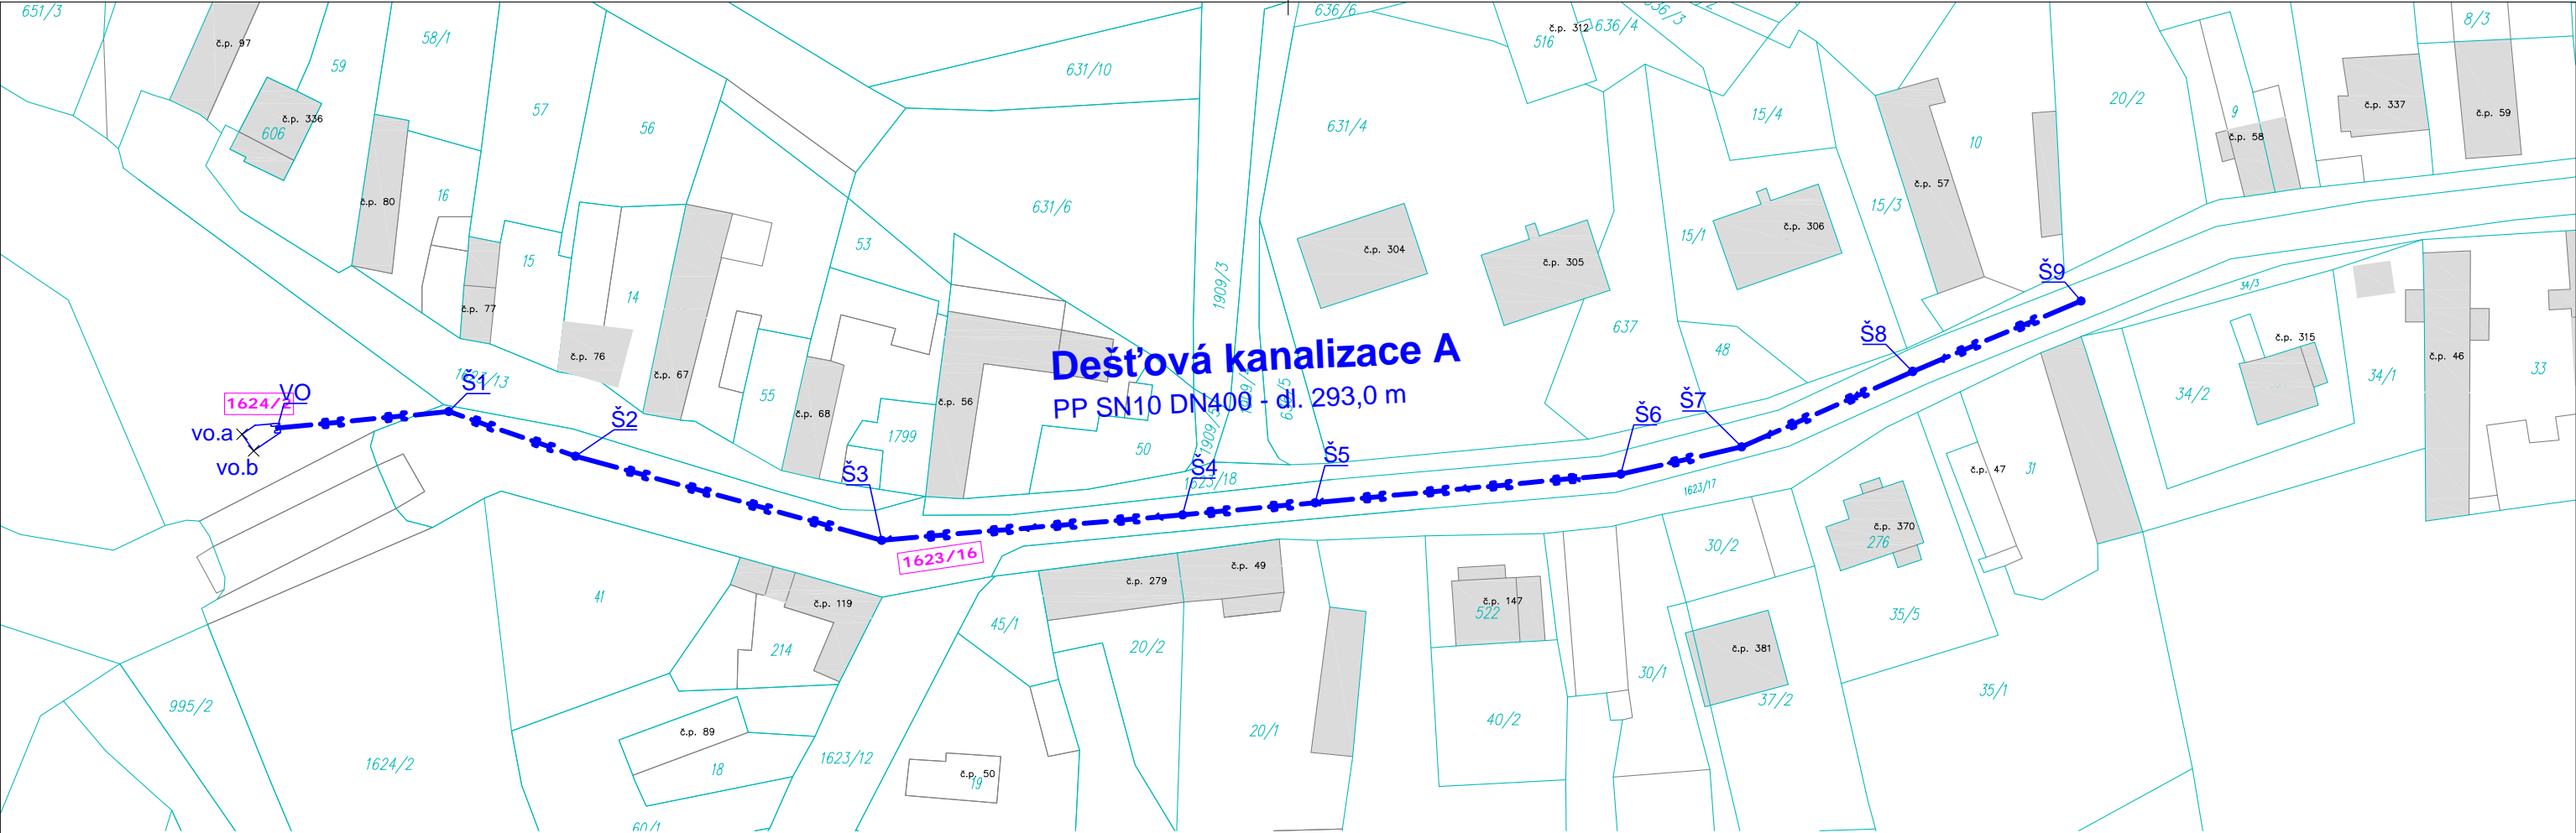 651/3
č.p. 97
58/1
59
57
56
č.p. 336
606
č.p. 80
16
15
č.p. 77
14
č.p. 76
č.p. 67
53
55
č.p. 68
631/10
631/6
631/4
636/6
č.p. 312
516
636/4
636/3
15/4
10
20/2
9
č.p. 58
č.p. 337
8/3
č.p. 59
č.p. 57
15/3
č.p. 306
15/1
č.p. 305
č.p. 304
1909/3
637
48
Š9
34/3
č.p. 315
34/2
34/1
č.p. 46
33
Š8
Š7
Š6
Š5
Š4
Š3
Š2
Š1
1623/13
VO
1624/2
vo.a
vo.b
Dešťová kanalizace A
PP SN10 DN400 - dl. 293,0 m
č.p. 56
1799
50
1909/5
1623/18
1623/17
1623/16
č.p. 47
31
č.p. 370
276
30/2
č.p. 279
č.p. 49
č.p. 147
522
41
č.p. 119
214
45/1
20/2
35/5
č.p. 381
30/1
37/2
35/1
995/2
1624/2
č.p. 89
18
1623/12
č.p. 50
19
20/1
40/2
60/1